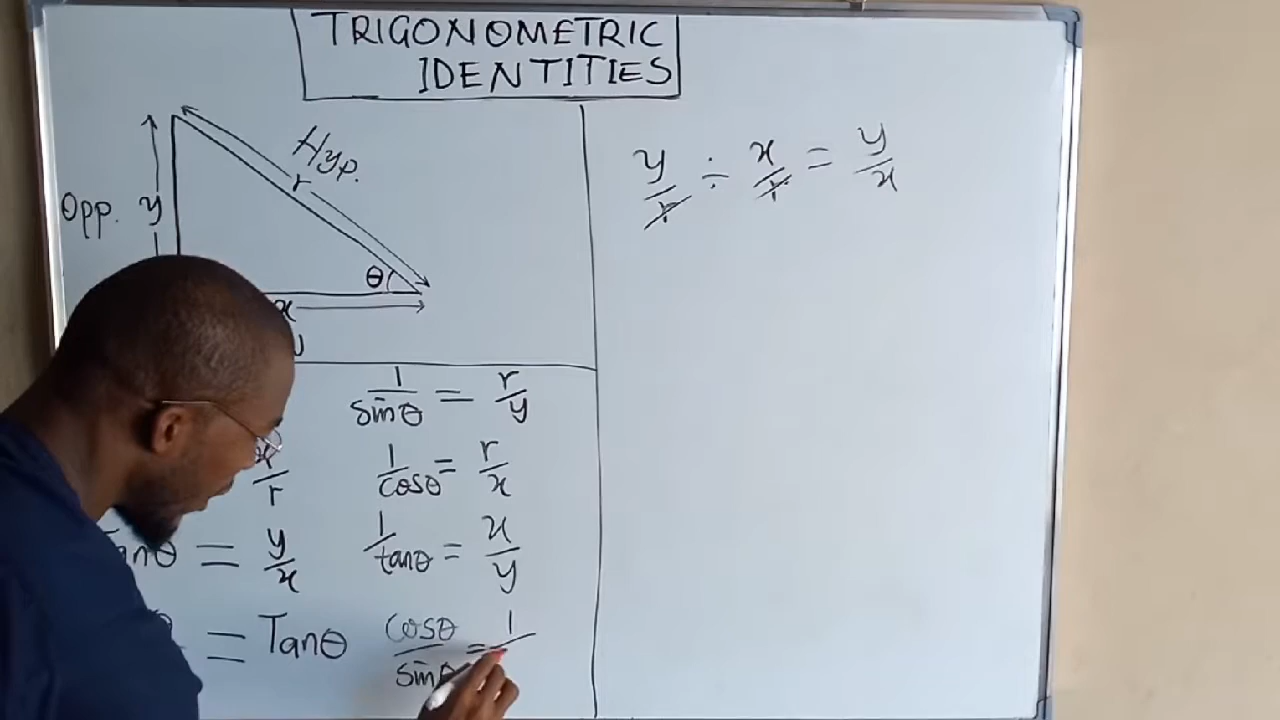 TRIGONOMETRIC
IDENTITIES
Hyp.
r
Opp. y
θ
x
y/r ÷ x/r = y/x
1/sinθ = r/y
x/r
1/cosθ = r/x
Tanθ = y/x
1/tanθ = x/y
= Tanθ
cosθ/sinθ = 1/